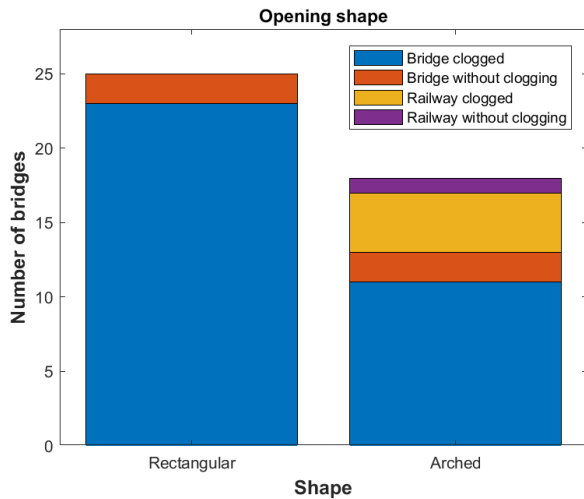 Opening shape
Bridge clogged
Bridge without clogging
Railway clogged
Railway without clogging
Number of bridges
25
20
15
10
5
0
Rectangular Arched
Shape